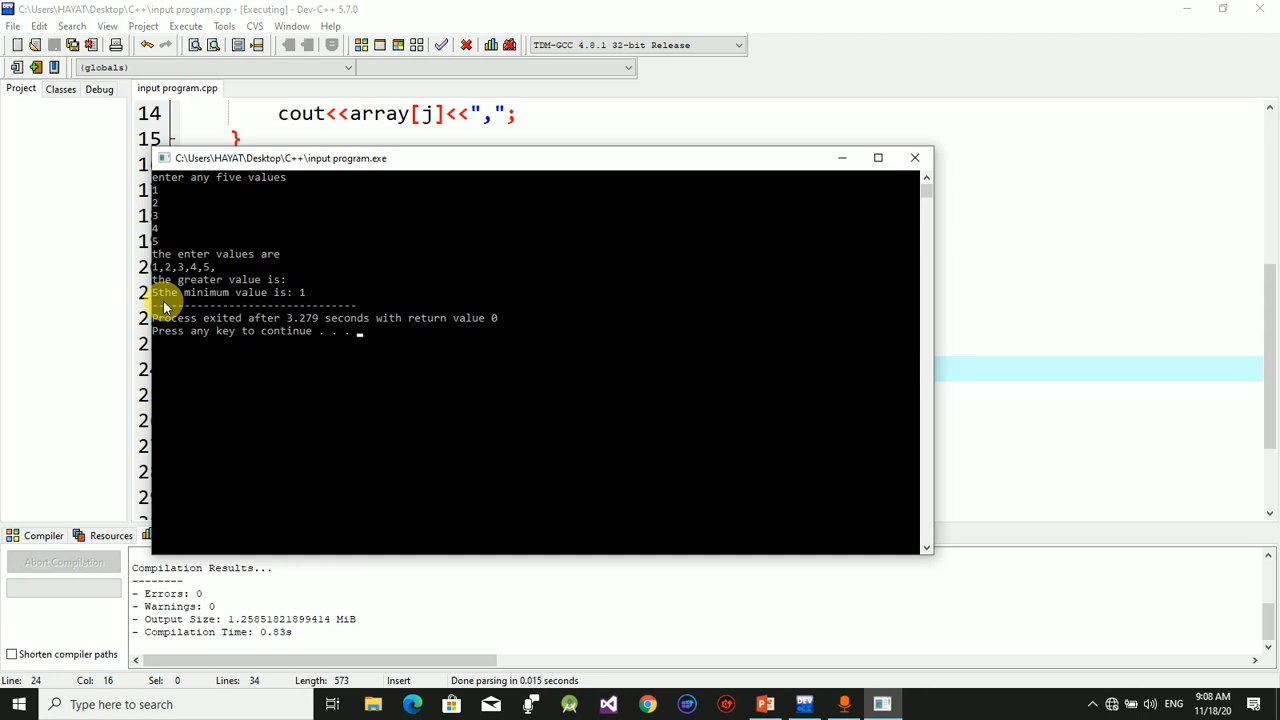 C:\Users\HAYAT\Desktop\C++\input program.cpp - [Executing] - Dev-C++ 5.7.0
File Edit Search View Project Execute Tools CVS Window Help
TDM-GCC 4.8.1 32-bit Release
(globals)
Project Classes Debug input program.cpp
14 cout<<array[j]<<",";
15 }
C:\Users\HAYAT\Desktop\C++\input program.exe
enter any five values
1
2
3
4
5
the enter values are
1,2,3,4,5,
the greater value is:
5the minimum value is: 1
--------------------------------
Process exited after 3.279 seconds with return value 0
Press any key to continue . . .
Compiler Resources
Abort Compilation
Compilation Results...
--------
- Errors: 0
- Warnings: 0
- Output Size: 1.25851821899414 MiB
- Compilation Time: 0.83s
Shorten compiler paths
Line: 24 Col: 16 Sel: 0 Lines: 34 Length: 573 Insert Done parsing in 0.015 seconds
Type here to search
ENG
9:08 AM
11/18/20